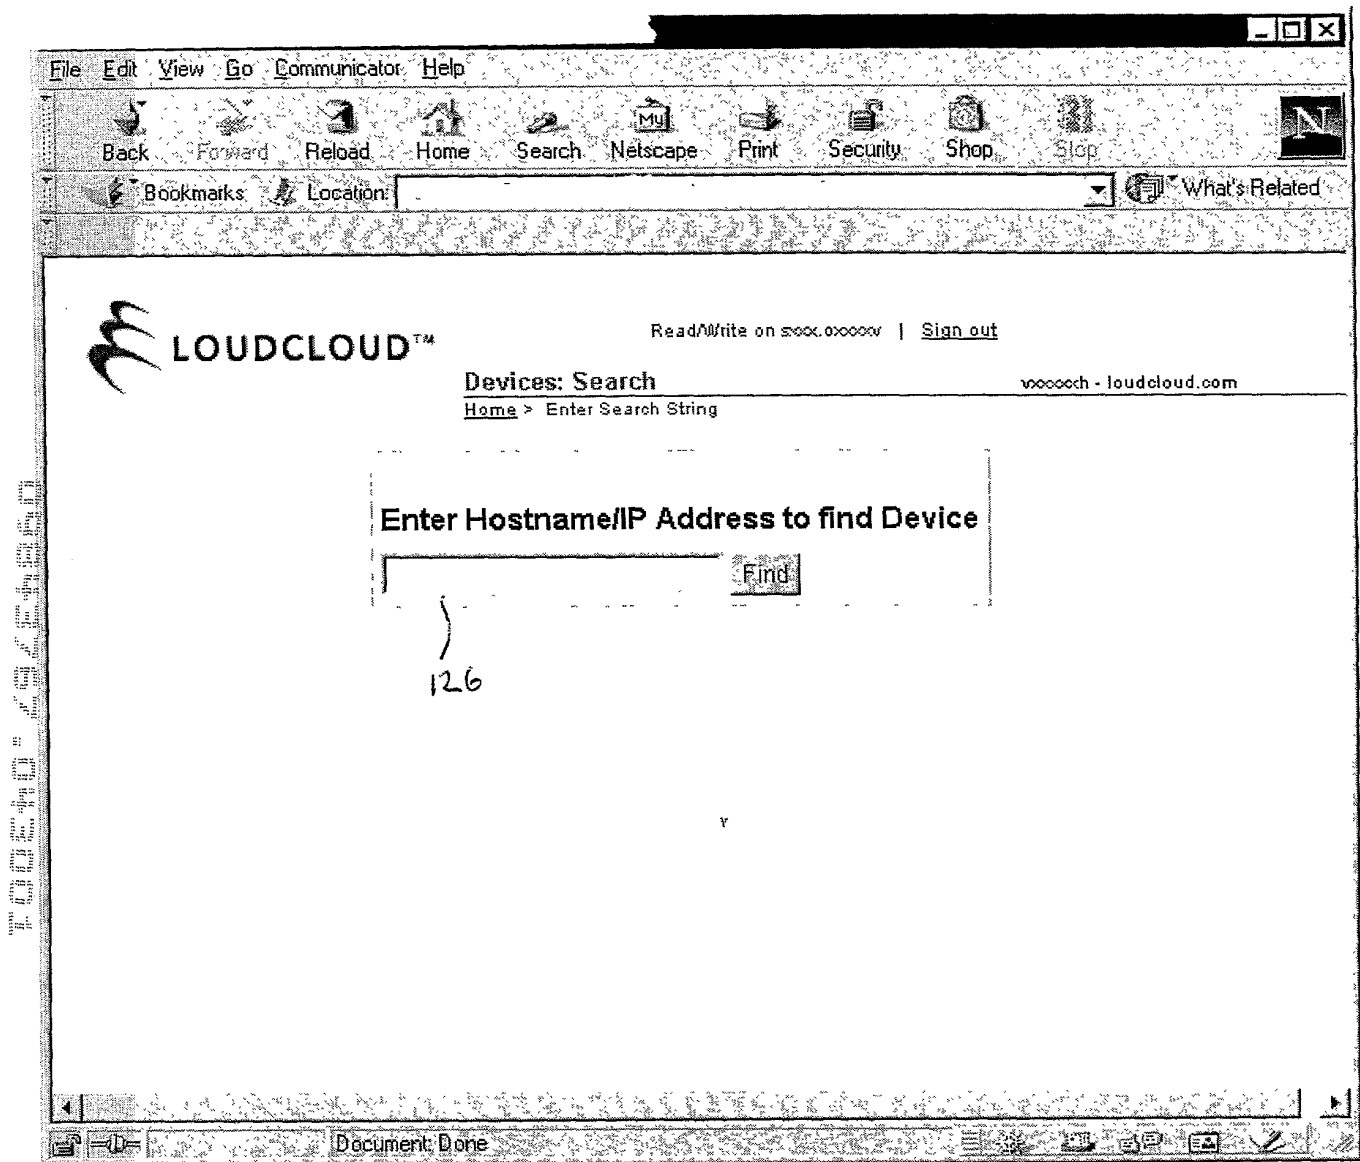 File Edit View Go Communicator Help
Back Forward Reload Home Search Netscape Print Security Shop Stop
My
N
Bookmarks Location: What's Related
LOUDCLOUD™
Read/Write on | Sign out
Devices: Search
- loudcloud.com
Home > Enter Search String
Enter Hostname/IP Address to find Device
Find
126
Document: Done